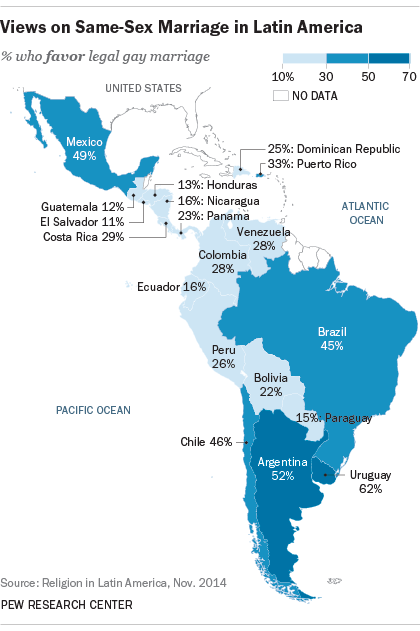 Views on Same-Sex Marriage in Latin America
% who favor legal gay marriage
10% 30 50 70
NO DATA
UNITED STATES
Mexico
49%
25%: Dominican Republic
33%: Puerto Rico
13%: Honduras
16%: Nicaragua
23%: Panama
Guatemala 12%
El Salvador 11%
Costa Rica 29%
ATLANTIC
OCEAN
Venezuela
28%
Colombia
28%
Ecuador 16%
Brazil
45%
Peru
26%
Bolivia
22%
PACIFIC OCEAN
15%: Paraguay
Chile 46%
Argentina
52%
Uruguay
62%
Source: Religion in Latin America, Nov. 2014
PEW RESEARCH CENTER